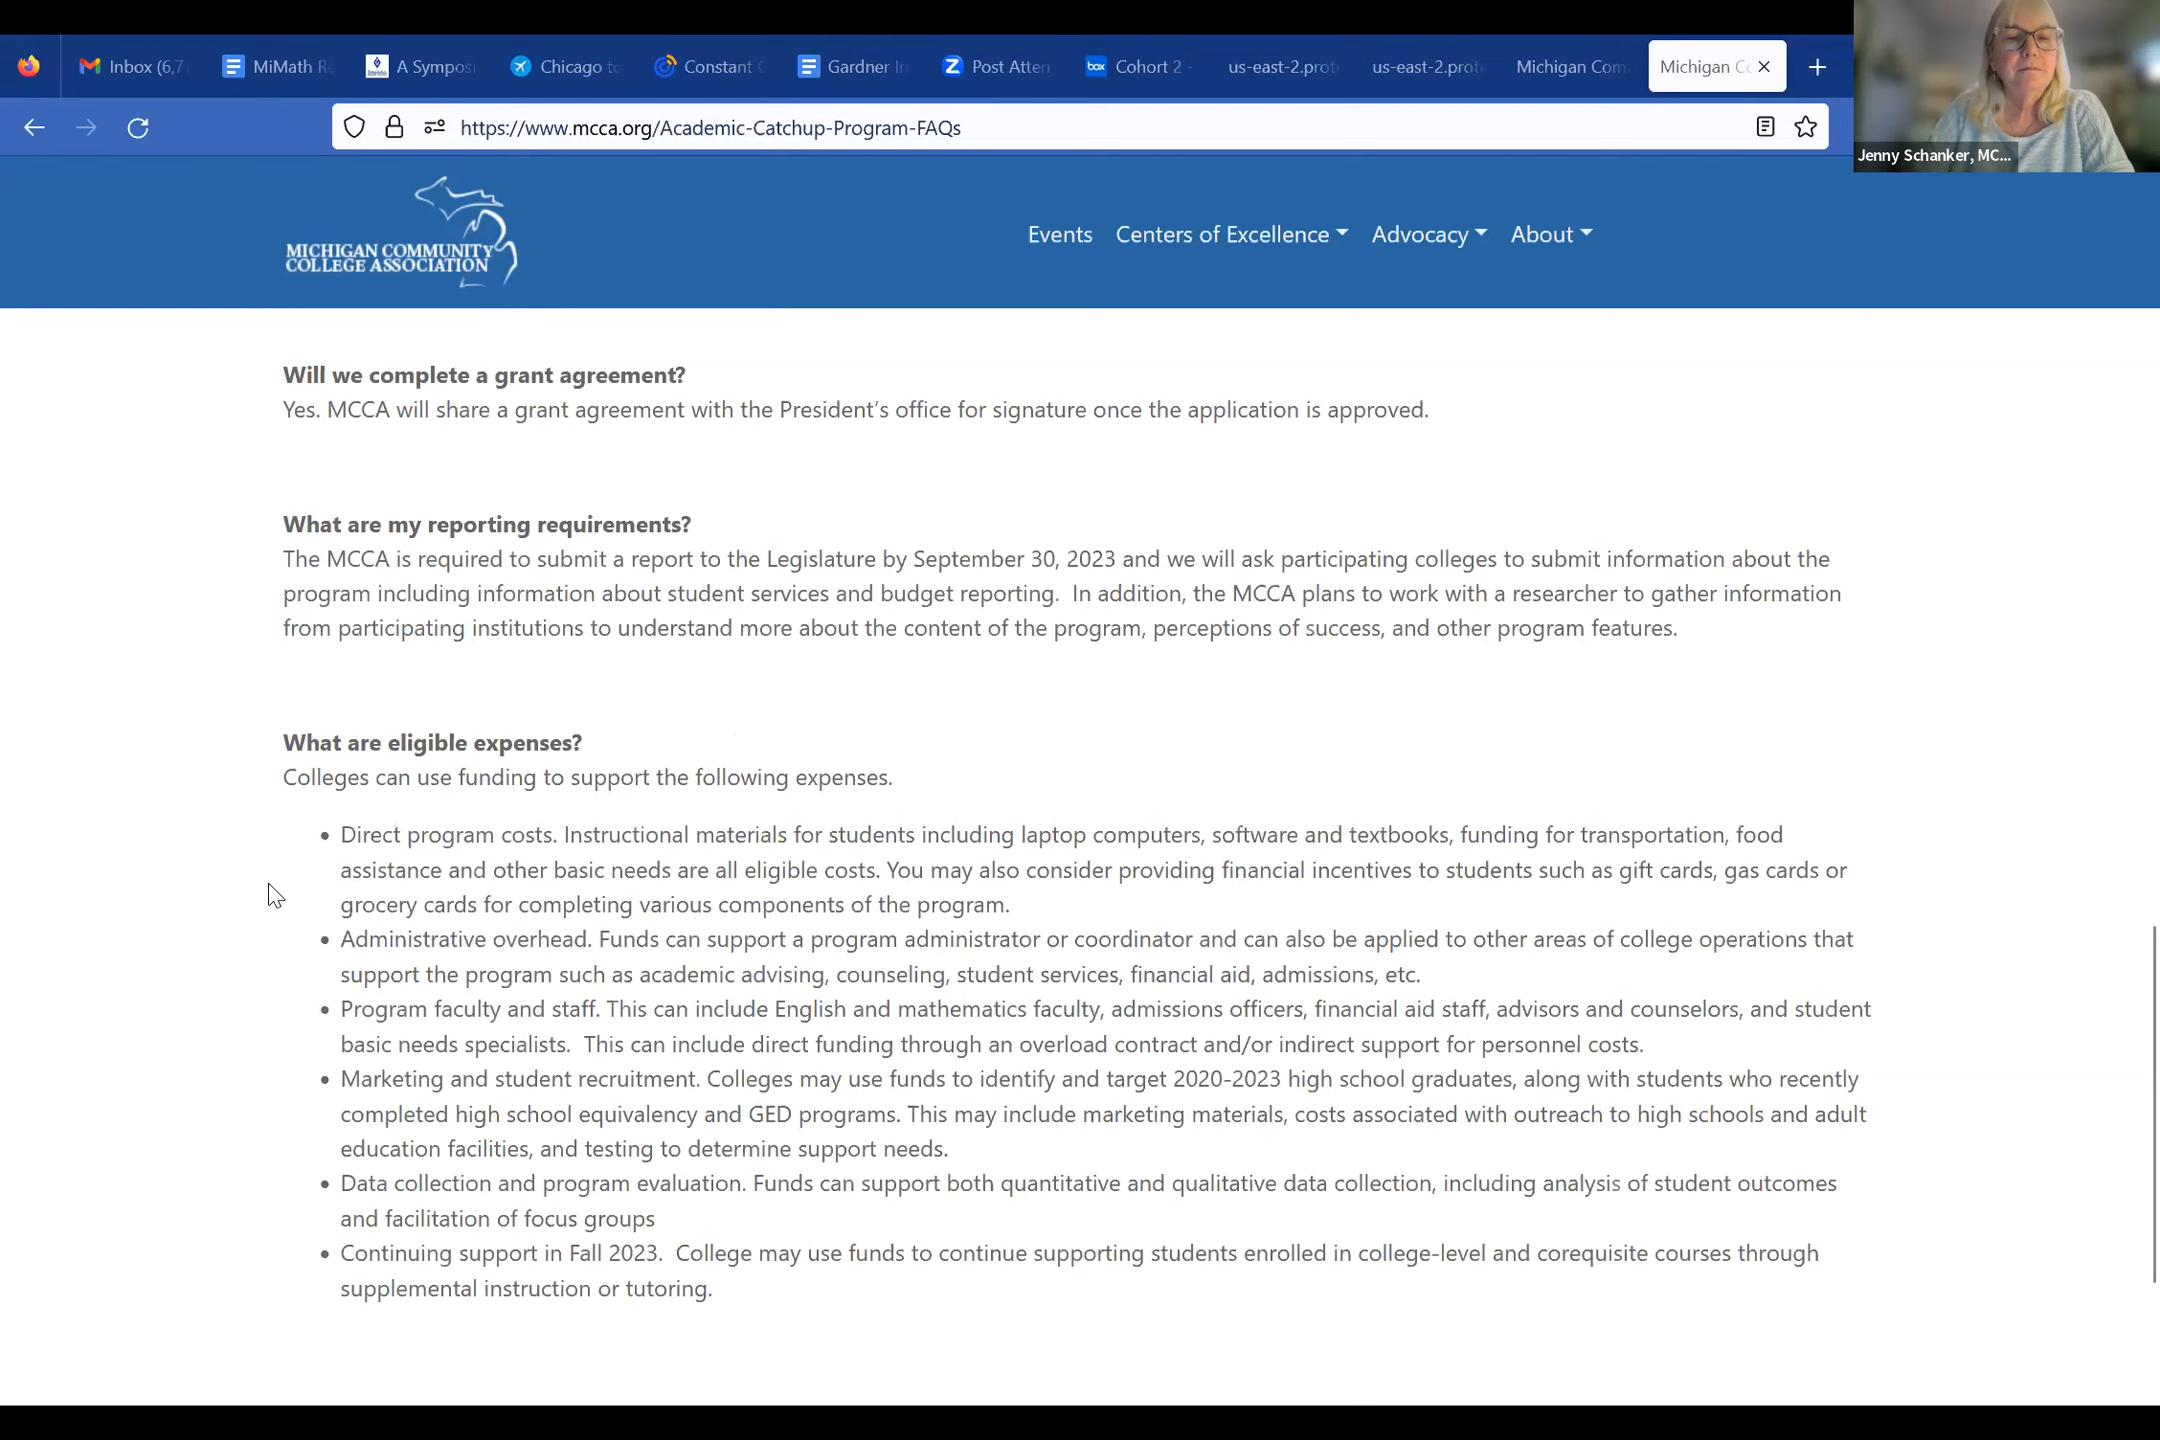 Inbox (6,7
MiMath R
A Sympos
Chicago to
Constant C
Gardner In
Post Atten
box
Cohort 2 -
us-east-2.prot
us-east-2.prot
Michigan Com
Michigan C
https://www.mcca.org/Academic-Catchup-Program-FAQs
Jenny Schanker, MC...
MICHIGAN COMMUNITY
COLLEGE ASSOCIATION
Events
Centers of Excellence
Advocacy
About
Will we complete a grant agreement?
Yes. MCCA will share a grant agreement with the President's office for signature once the application is approved.
What are my reporting requirements?
The MCCA is required to submit a report to the Legislature by September 30, 2023 and we will ask participating colleges to submit information about the
program including information about student services and budget reporting.  In addition, the MCCA plans to work with a researcher to gather information
from participating institutions to understand more about the content of the program, perceptions of success, and other program features.
What are eligible expenses?
Colleges can use funding to support the following expenses.
• Direct program costs. Instructional materials for students including laptop computers, software and textbooks, funding for transportation, food
assistance and other basic needs are all eligible costs. You may also consider providing financial incentives to students such as gift cards, gas cards or
grocery cards for completing various components of the program.
• Administrative overhead. Funds can support a program administrator or coordinator and can also be applied to other areas of college operations that
support the program such as academic advising, counseling, student services, financial aid, admissions, etc.
• Program faculty and staff. This can include English and mathematics faculty, admissions officers, financial aid staff, advisors and counselors, and student
basic needs specialists.  This can include direct funding through an overload contract and/or indirect support for personnel costs.
• Marketing and student recruitment. Colleges may use funds to identify and target 2020-2023 high school graduates, along with students who recently
completed high school equivalency and GED programs. This may include marketing materials, costs associated with outreach to high schools and adult
education facilities, and testing to determine support needs.
• Data collection and program evaluation. Funds can support both quantitative and qualitative data collection, including analysis of student outcomes
and facilitation of focus groups
• Continuing support in Fall 2023.  College may use funds to continue supporting students enrolled in college-level and corequisite courses through
supplemental instruction or tutoring.